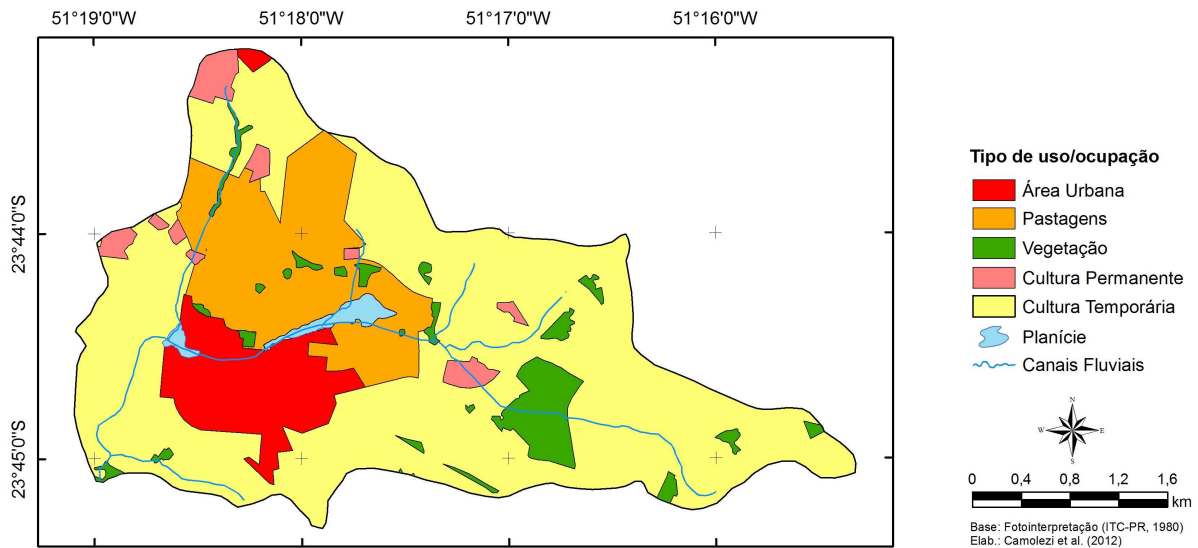 51°19'0"W 51°18'0"W 51°17'0"W 51°16'0"W
23°44'0"S
23°45'0"S
Tipo de uso/ocupação
Área Urbana
Pastagens
Vegetação
Cultura Permanente
Cultura Temporária
Planície
Canais Fluviais
N
W E
S
0 0,4 0,8 1,2 1,6
km
Base: Fotointerpretação (ITC-PR, 1980)
Elab.: Camolezi et al. (2012)